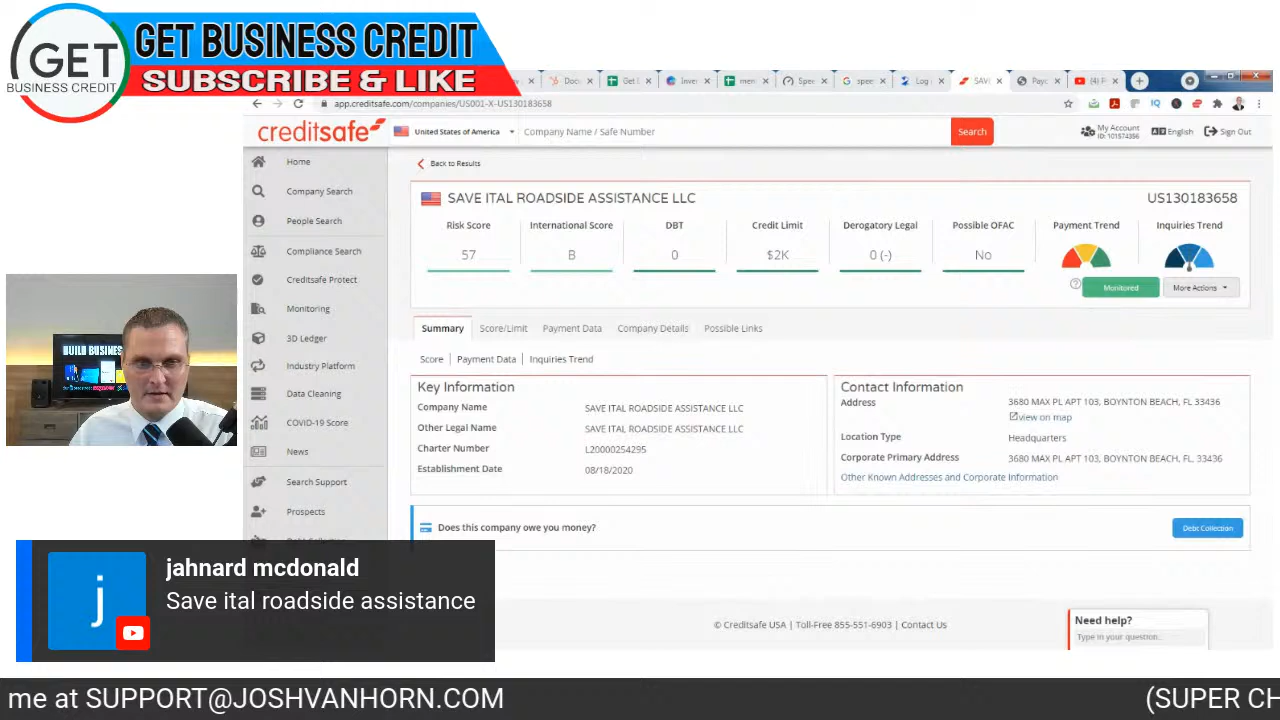 GET
BUSINESS CREDIT
GET BUSINESS CREDIT
SUBSCRIBE & LIKE
app.creditsafe.com/companies/US001-X-US130183658
creditsafe
United States of America
Company Name / Safe Number
Search
My Account
ID: 101574356
English
Sign Out
Home
Company Search
People Search
Compliance Search
Creditsafe Protect
Monitoring
3D Ledger
Industry Platform
Data Cleaning
COVID-19 Score
News
Search Support
Prospects
Back to Results
SAVE ITAL ROADSIDE ASSISTANCE LLC
US130183658
Risk Score
International Score
DBT
Credit Limit
Derogatory Legal
Possible OFAC
Payment Trend
Inquiries Trend
57
B
0
$2K
0 (-)
No
Monitored
More Actions
Summary
Score/Limit
Payment Data
Company Details
Possible Links
Score | Payment Data | Inquiries Trend
Key Information
Company Name SAVE ITAL ROADSIDE ASSISTANCE LLC
Other Legal Name SAVE ITAL ROADSIDE ASSISTANCE LLC
Charter Number L20000254295
Establishment Date 08/18/2020
Contact Information
Address 3680 MAX PL APT 103, BOYNTON BEACH, FL 33436
view on map
Location Type Headquarters
Corporate Primary Address 3680 MAX PL APT 103, BOYNTON BEACH, FL, 33436
Other Known Addresses and Corporate Information
Does this company owe you money?
Debt Collection
BUILD BUSINES
j
jahnard mcdonald
Save ital roadside assistance
© Creditsafe USA | Toll-Free 855-551-6903 | Contact Us
Need help?
Type in your question...
me at SUPPORT@JOSHVANHORN.COM
(SUPER CH